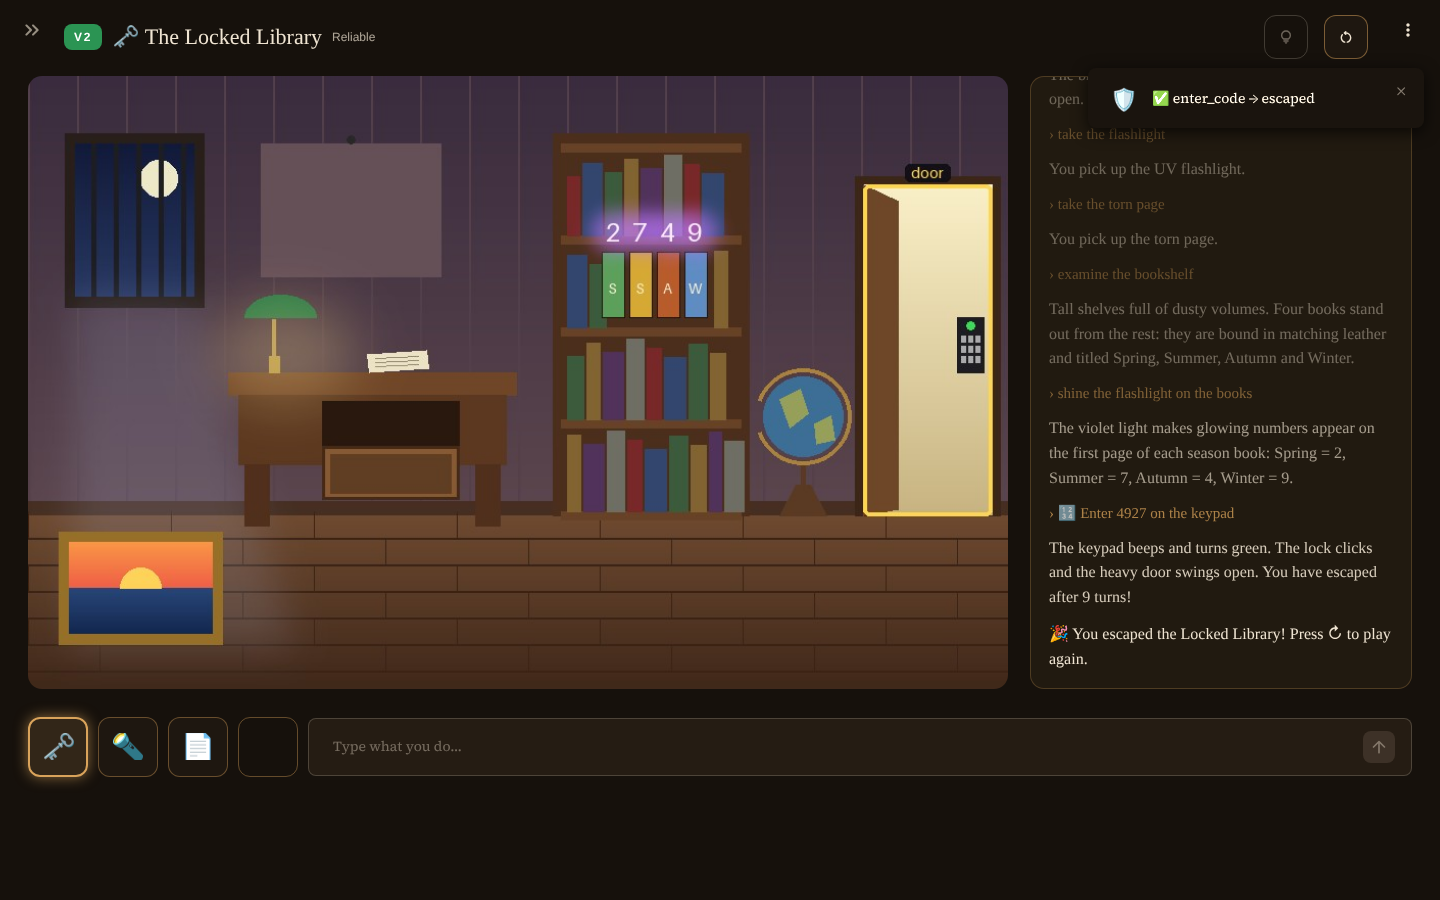 V2
The Locked Library
Reliable
✅ enter_code → escaped
open.
› take the flashlight
You pick up the UV flashlight.
› take the torn page
You pick up the torn page.
› examine the bookshelf
Tall shelves full of dusty volumes. Four books stand
out from the rest: they are bound in matching leather
and titled Spring, Summer, Autumn and Winter.
› shine the flashlight on the books
The violet light makes glowing numbers appear on
the first page of each season book: Spring = 2,
Summer = 7, Autumn = 4, Winter = 9.
› 🔢 Enter 4927 on the keypad
The keypad beeps and turns green. The lock clicks
and the heavy door swings open. You have escaped
after 9 turns!
🎉 You escaped the Locked Library! Press ↻ to play
again.
door
2 7 4 9
S S A W
Type what you do...